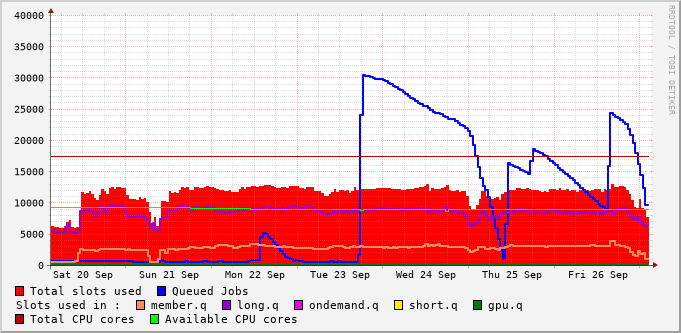 40000
35000
30000
25000
20000
15000
10000
5000
0
Sat 20 Sep Sun 21 Sep Mon 22 Sep Tue 23 Sep Wed 24 Sep Thu 25 Sep Fri 26 Sep
RRDTOOL / TOBI OETIKER
Total slots used Queued Jobs
Slots used in : member.q long.q ondemand.q short.q gpu.q
Total CPU cores Available CPU cores